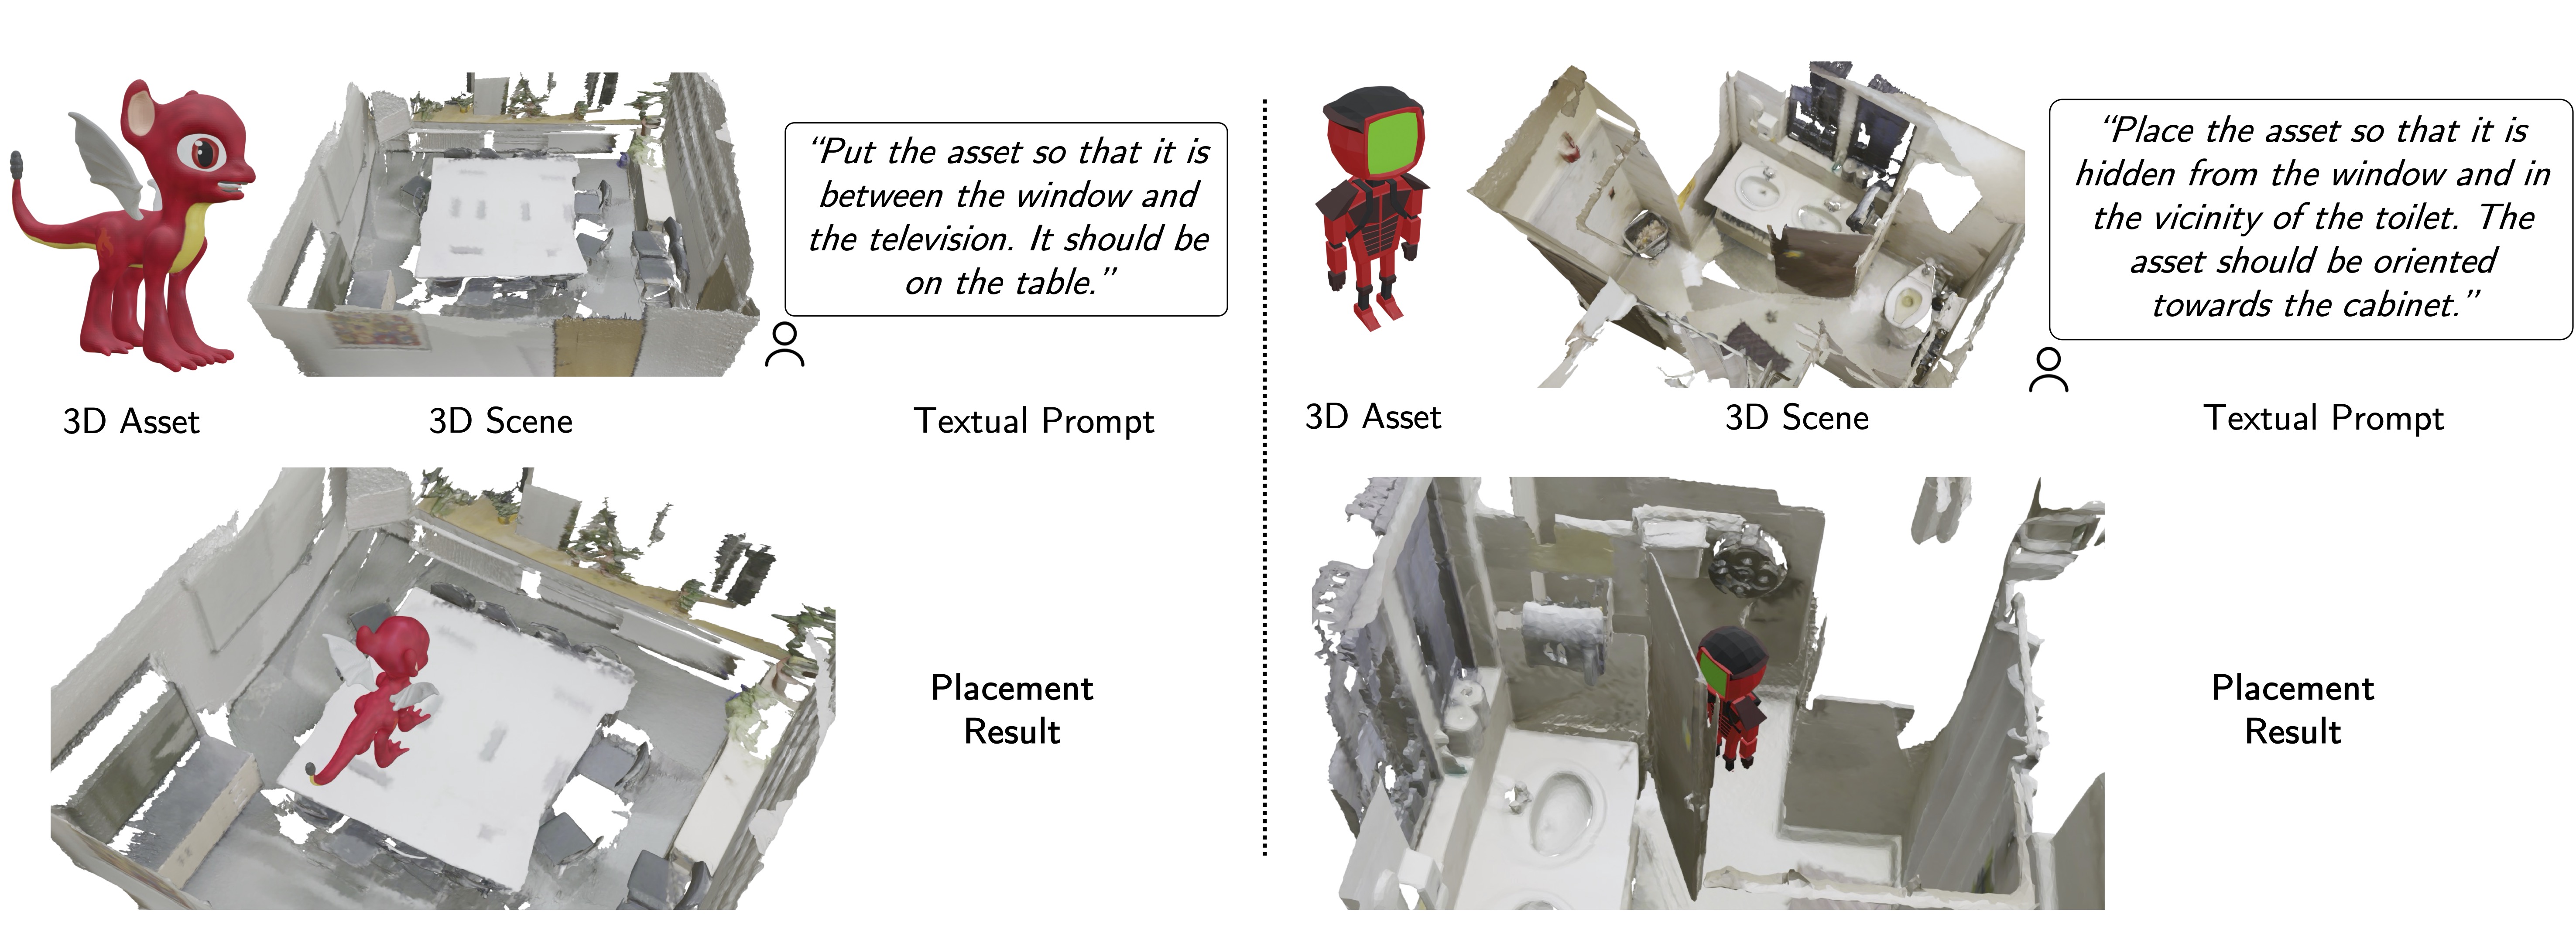 “Put the asset so that it is
between the window and
the television. It should be
on the table.”
3D Asset
3D Scene
Textual Prompt
Placement
Result
“Place the asset so that it is
hidden from the window and in
the vicinity of the toilet. The
asset should be oriented
towards the cabinet.”
3D Asset
3D Scene
Textual Prompt
Placement
Result